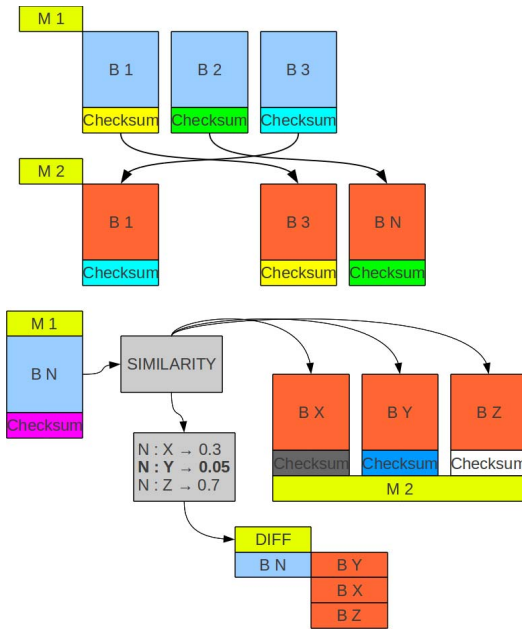 M 1
B 1 B 2 B 3
Checksum Checksum Checksum
M 2
B 1 B 3 B N
Checksum Checksum Checksum
M 1
B N
Checksum
SIMILARITY
B X B Y B Z
Checksum Checksum Checksum
M 2
N : X → 0.3
N : Y → 0.05
N : Z → 0.7
DIFF
B N B Y
B X
B Z